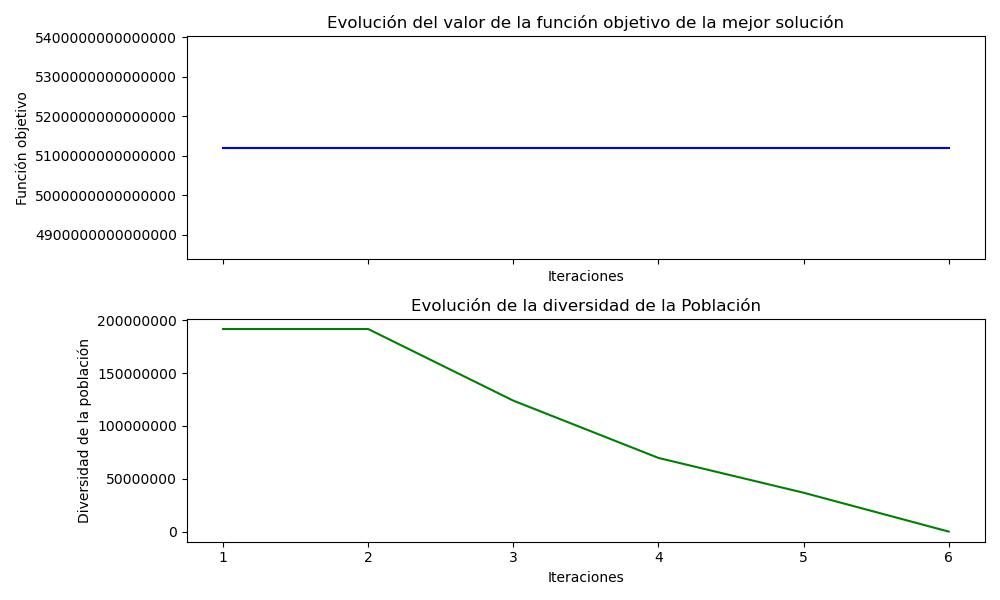 Evolución del valor de la función objetivo de la mejor solución
Función objetivo
5400000000000000
5300000000000000
5200000000000000
5100000000000000
5000000000000000
4900000000000000
Iteraciones
Evolución de la diversidad de la Población
Diversidad de la población
200000000
150000000
100000000
50000000
0
1 2 3 4 5 6
Iteraciones